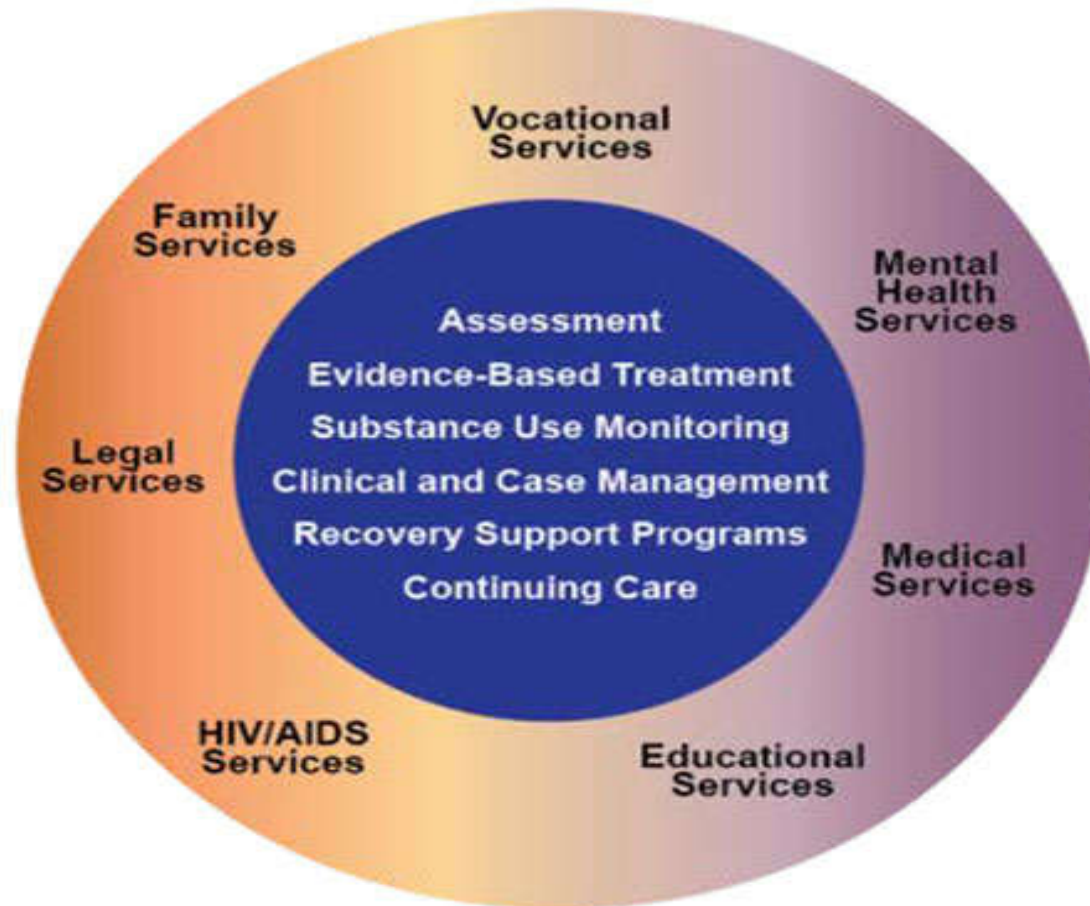 Vocational
Services
Family
Services
Mental
Health
Services
Assessment
Evidence-Based Treatment
Substance Use Monitoring
Clinical and Case Management
Recovery Support Programs
Continuing Care
Legal
Services
Medical
Services
HIV/AIDS
Services
Educational
Services